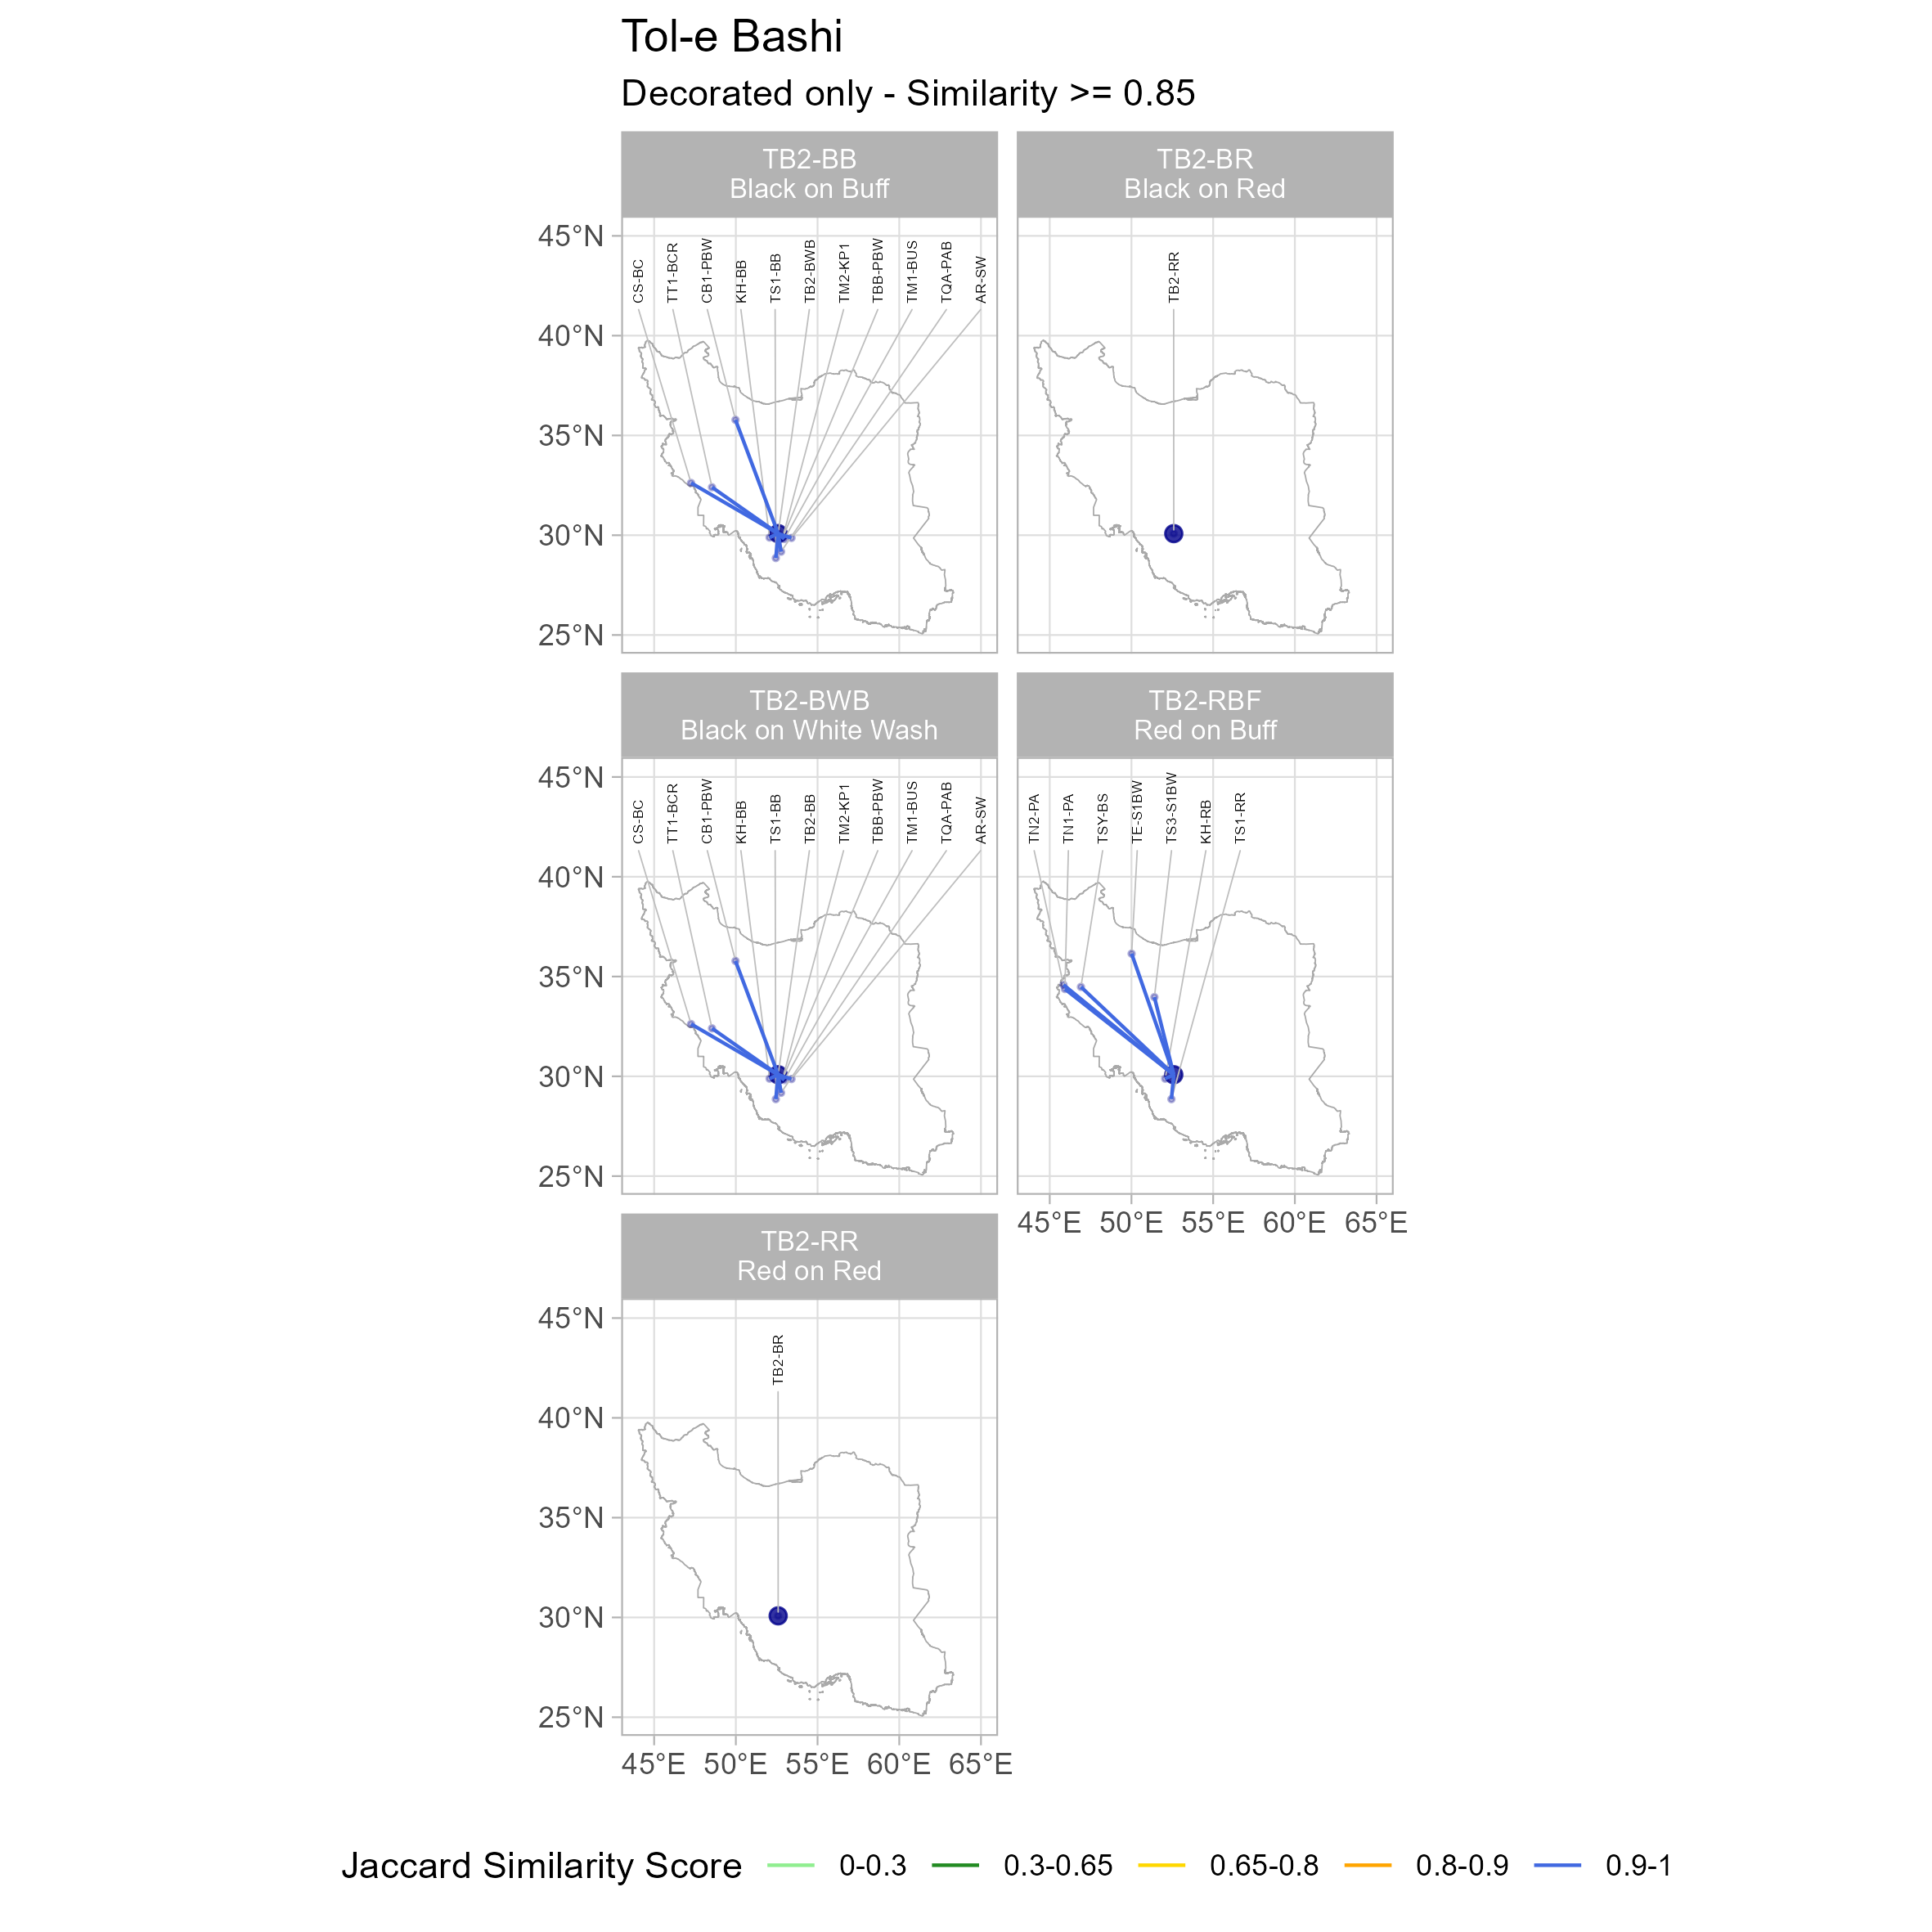 Tol-e Bashi
Decorated only - Similarity >= 0.85
TB2-BB
Black on Buff
TB2-BR
Black on Red
45°N
40°N
35°N
30°N
25°N
CS-BC
TT1-BCR
CB1-PBW
KH-BB
TS1-BB
TB2-BWB
TM2-KP1
TBB-PBW
TM1-BUS
TQA-PAB
AR-SW
TB2-RR
TB2-BWB
Black on White Wash
TB2-RBF
Red on Buff
45°N
40°N
35°N
30°N
25°N
CS-BC
TT1-BCR
CB1-PBW
KH-BB
TS1-BB
TB2-BB
TM2-KP1
TBB-PBW
TM1-BUS
TQA-PAB
AR-SW
TN2-PA
TN1-PA
TSY-BS
TE-S1BW
TS3-S1BW
KH-RB
TS1-RR
45°E 50°E 55°E 60°E 65°E
TB2-RR
Red on Red
45°N
40°N
35°N
30°N
25°N
TB2-BR
45°E 50°E 55°E 60°E 65°E
Jaccard Similarity Score 0-0.3 0.3-0.65 0.65-0.8 0.8-0.9 0.9-1